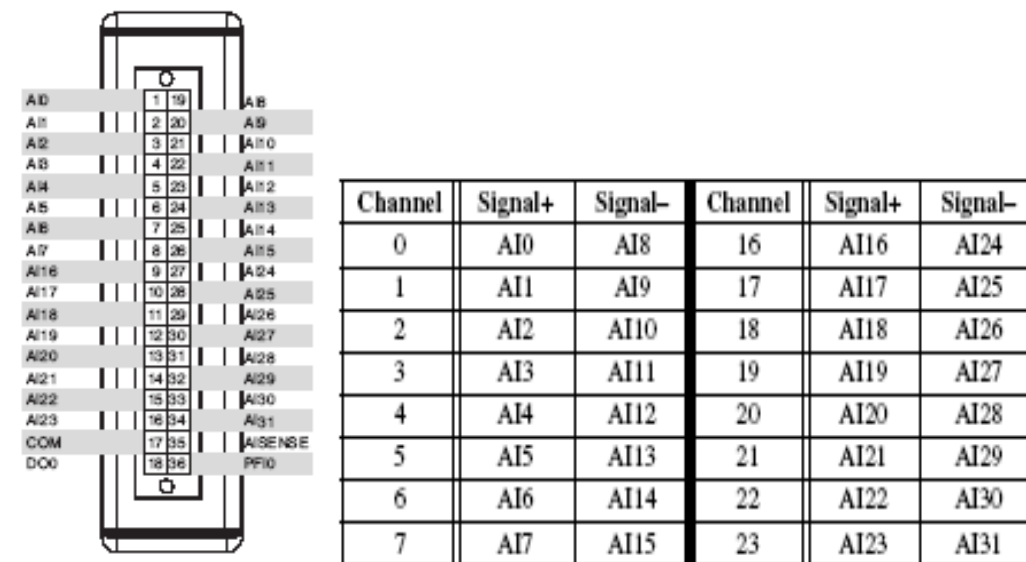 AI0 1 19 AI8
AI1 2 20 AI9
AI2 3 21 AI10
AI3 4 22 AI11
AI4 5 23 AI12
AI5 6 24 AI13
AI6 7 25 AI14
AI7 8 26 AI15
AI16 9 27 AI24
AI17 10 28 AI25
AI18 11 29 AI26
AI19 12 30 AI27
AI20 13 31 AI28
AI21 14 32 AI29
AI22 15 33 AI30
AI23 16 34 AI31
COM 17 35 AISENSE
DO0 18 36 PFI0
Channel Signal+ Signal– Channel Signal+ Signal–
0 AI0 AI8 16 AI16 AI24
1 AI1 AI9 17 AI17 AI25
2 AI2 AI10 18 AI18 AI26
3 AI3 AI11 19 AI19 AI27
4 AI4 AI12 20 AI20 AI28
5 AI5 AI13 21 AI21 AI29
6 AI6 AI14 22 AI22 AI30
7 AI7 AI15 23 AI23 AI31